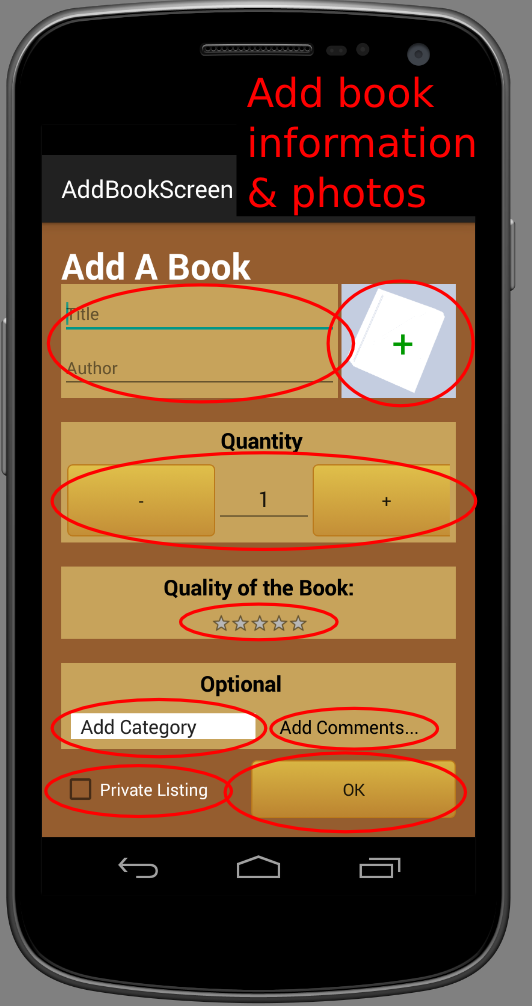 Add book
information
& photos
AddBookScreen
Add A Book
Title
Author
+
Quantity
- 1 +
Quality of the Book:
Optional
Add Category Add Comments...
Private Listing OK